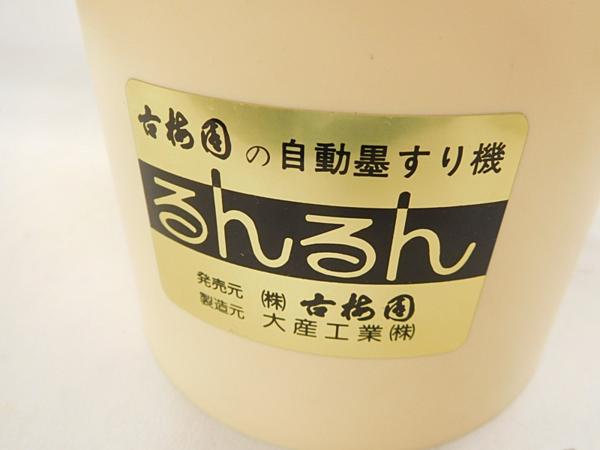 古梅園の自動墨すり機
るんるん
発売元 ㈱古梅園
製造元 大産工業㈱